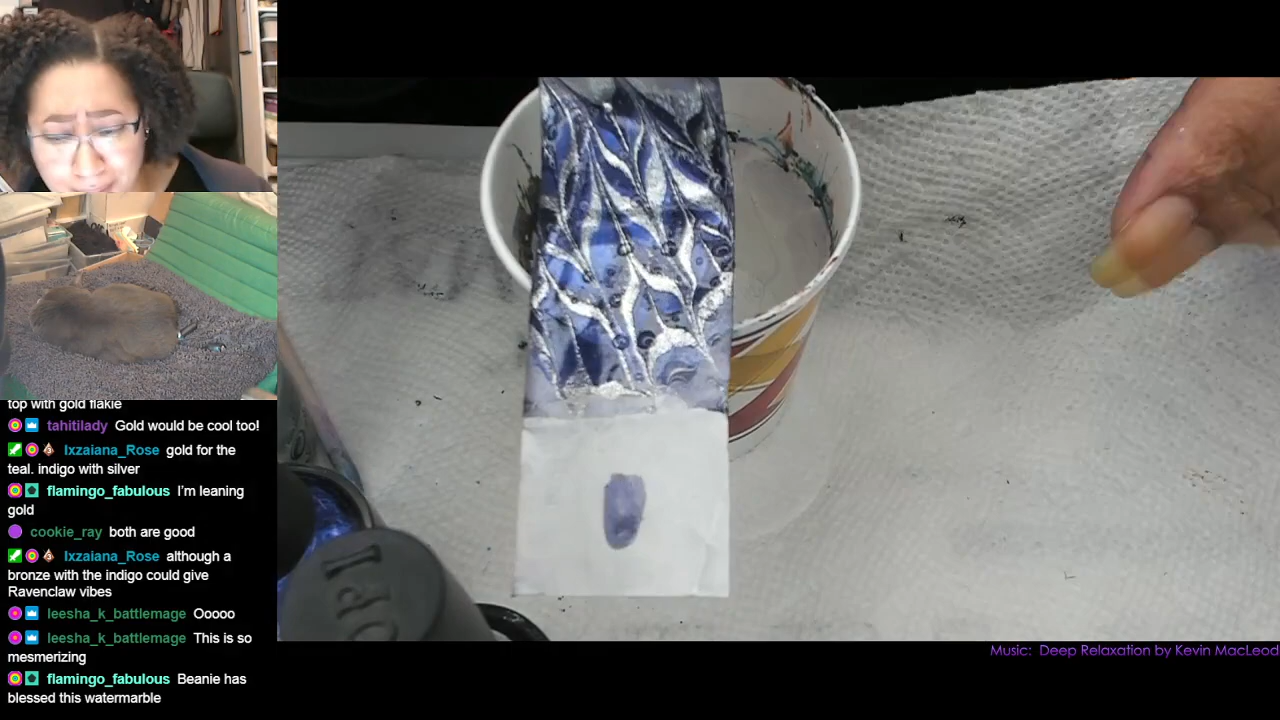 top with gold flakie
tahitilady Gold would be cool too!
Ixzaiana_Rose gold for the
teal. indigo with silver
flamingo_fabulous I'm leaning
gold
cookie_ray both are good
Ixzaiana_Rose although a
bronze with the indigo could give
Ravenclaw vibes
leesha_k_battlemage Ooooo
leesha_k_battlemage This is so
mesmerizing
flamingo_fabulous Beanie has
blessed this watermarble
Music: Deep Relaxation by Kevin MacLeod